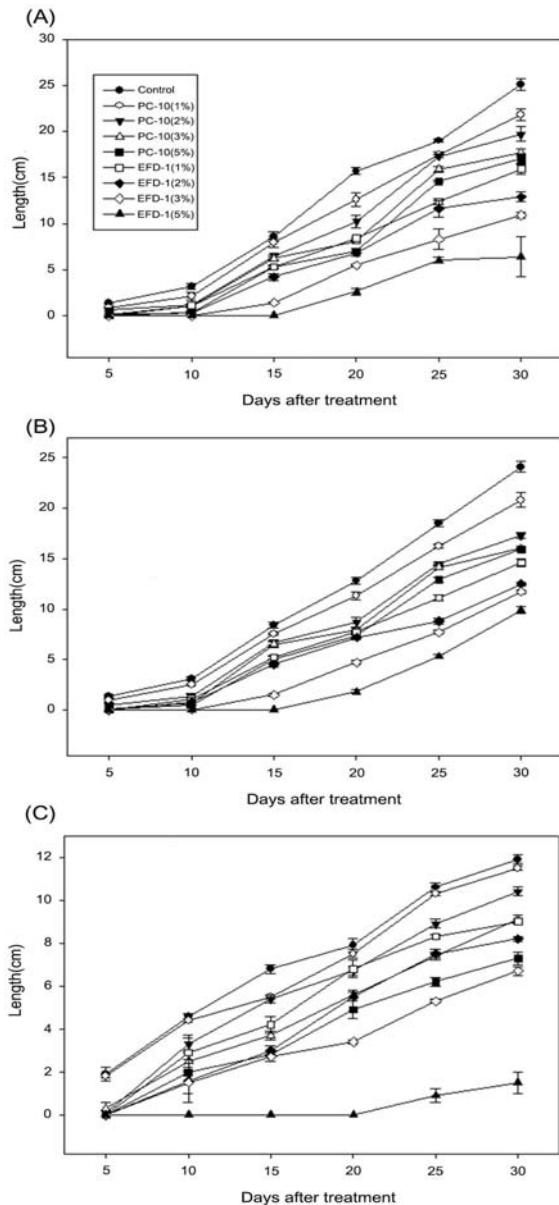 (A)
30
25
20
15
10
5
0
Length(cm)
Control
PC-10(1%)
PC-10(2%)
PC-10(3%)
PC-10(5%)
EFD-1(1%)
EFD-1(2%)
EFD-1(3%)
EFD-1(5%)
5 10 15 20 25 30
Days after treatment
(B)
25
20
15
10
5
0
Length(cm)
5 10 15 20 25 30
Days after treatment
(C)
12
10
8
6
4
2
0
Length(cm)
5 10 15 20 25 30
Days after treatment